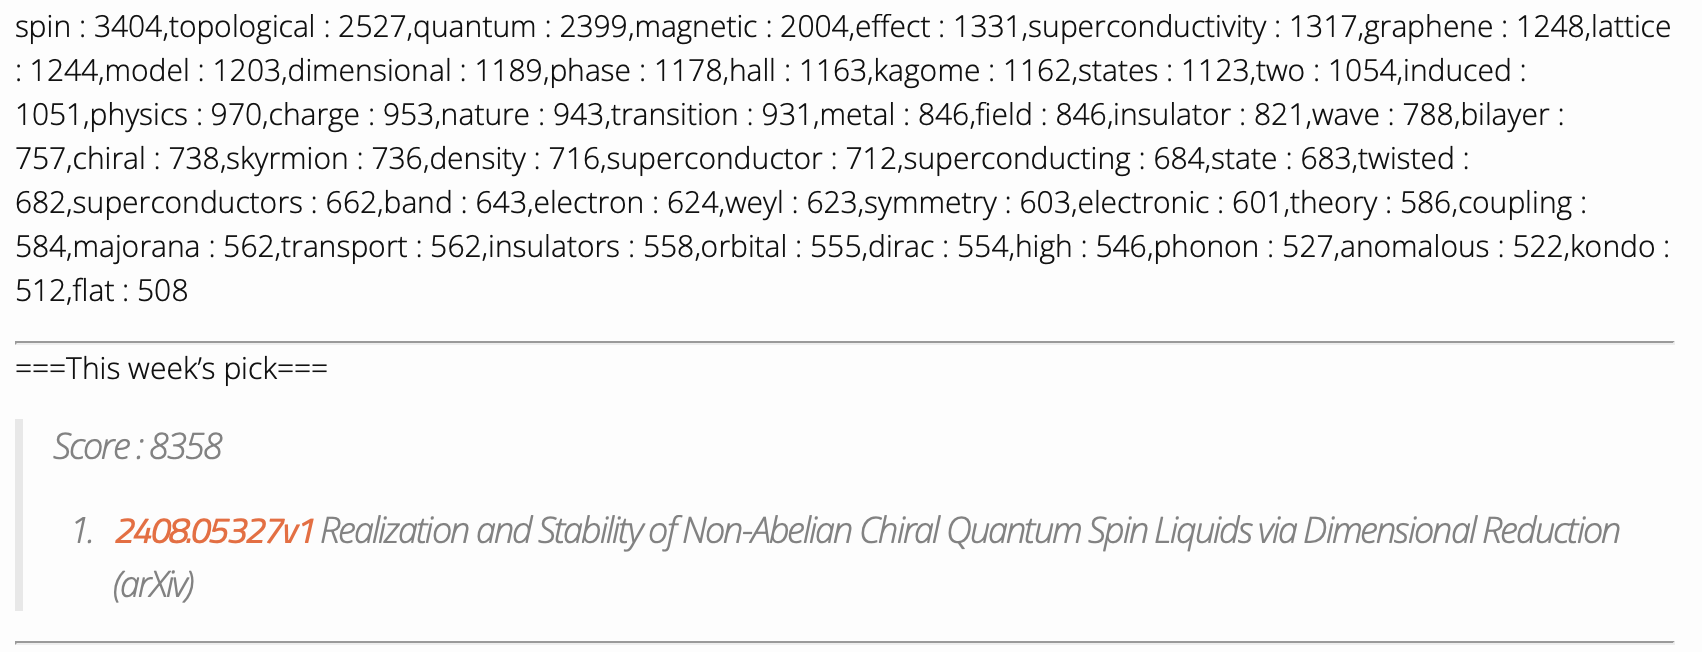 spin : 3404,topological : 2527,quantum : 2399,magnetic : 2004,effect : 1331,superconductivity : 1317,graphene : 1248,lattice
: 1244,model : 1203,dimensional : 1189,phase : 1178,hall : 1163,kagome : 1162,states : 1123,two : 1054,induced :
1051,physics : 970,charge : 953,nature : 943,transition : 931,metal : 846,field : 846,insulator : 821,wave : 788,bilayer :
757,chiral : 738,skyrmion : 736,density : 716,superconductor : 712,superconducting : 684,state : 683,twisted :
682,superconductors : 662,band : 643,electron : 624,weyl : 623,symmetry : 603,electronic : 601,theory : 586,coupling :
584,majorana : 562,transport : 562,insulators : 558,orbital : 555,dirac : 554,high : 546,phonon : 527,anomalous : 522,kondo :
512,flat : 508
===This week’s pick===
Score : 8358
1. 2408.05327v1 Realization and Stability of Non-Abelian Chiral Quantum Spin Liquids via Dimensional Reduction
(arXiv)